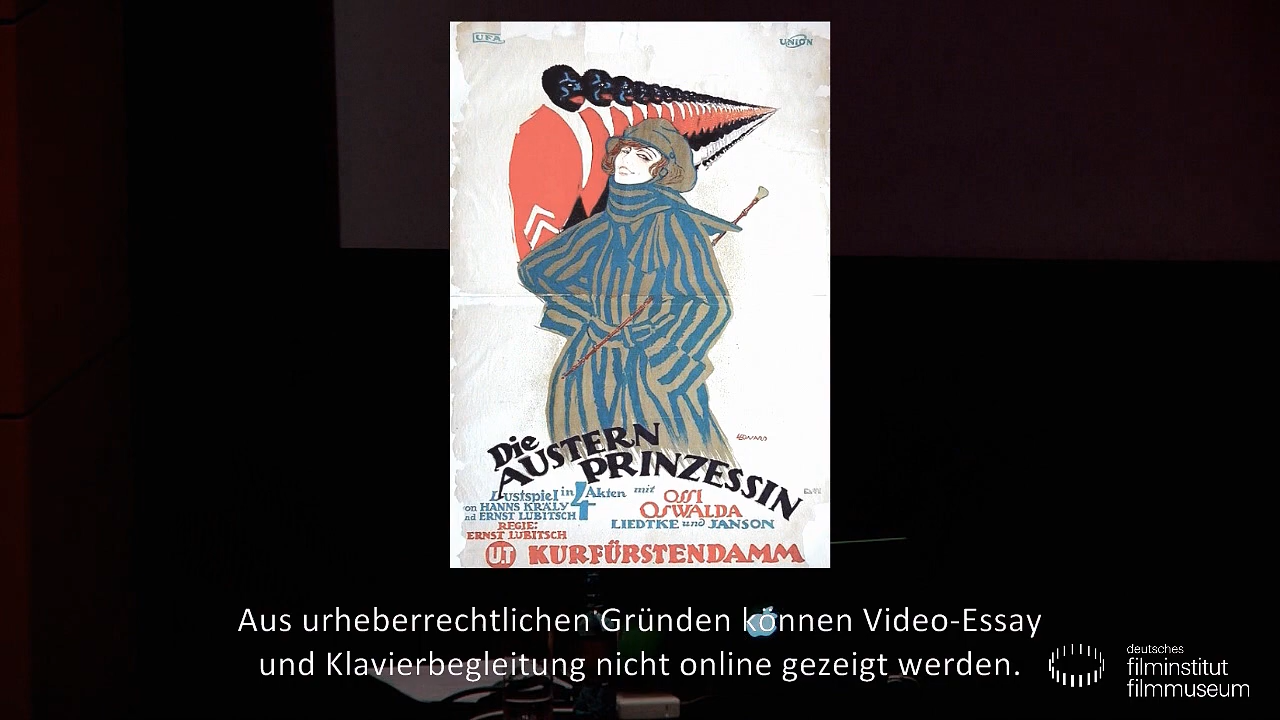 UFA
UNION
Die
AUSTERN
PRINZESSIN
Lustspiel in 4 Akten mit OSSI
on HANNS KRÄLY OSWALDA
nd ERNST LUBITSCH LIEDTKE und JANSON
REGIE:
ERNST LUBITSCH
U.T KURFÜRSTENDAMM
Aus urheberrechtlichen Gründen können Video-Essay
und Klavierbegleitung nicht online gezeigt werden.
deutsches
filminstitut
filmmuseum